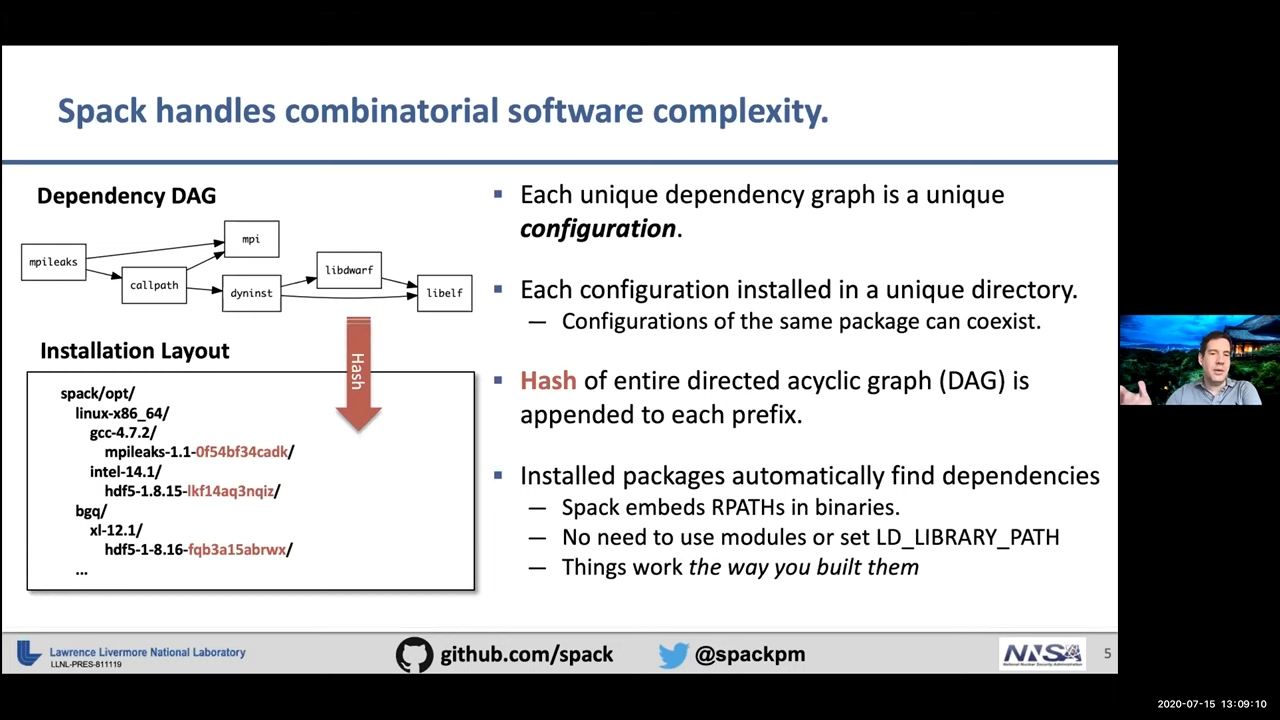 Spack handles combinatorial software complexity.
Dependency DAG
mpileaks
mpi
callpath
dyninst
libdwarf
libelf
Hash
Installation Layout
spack/opt/
linux-x86_64/
gcc-4.7.2/
mpileaks-1.1-0f54bf34cadk/
intel-14.1/
hdf5-1.8.15-lkf14aq3nqiz/
bgq/
xl-12.1/
hdf5-1-8.16-fqb3a15abrwx/
...
▪ Each unique dependency graph is a unique
configuration.
▪ Each configuration installed in a unique directory.
— Configurations of the same package can coexist.
▪ Hash of entire directed acyclic graph (DAG) is
appended to each prefix.
▪ Installed packages automatically find dependencies
— Spack embeds RPATHs in binaries.
— No need to use modules or set LD_LIBRARY_PATH
— Things work the way you built them
Lawrence Livermore National Laboratory
LLNL-PRES-811119
github.com/spack
@spackpm
NNSA
National Nuclear Security Administration
5
2020-07-15 13:09:10